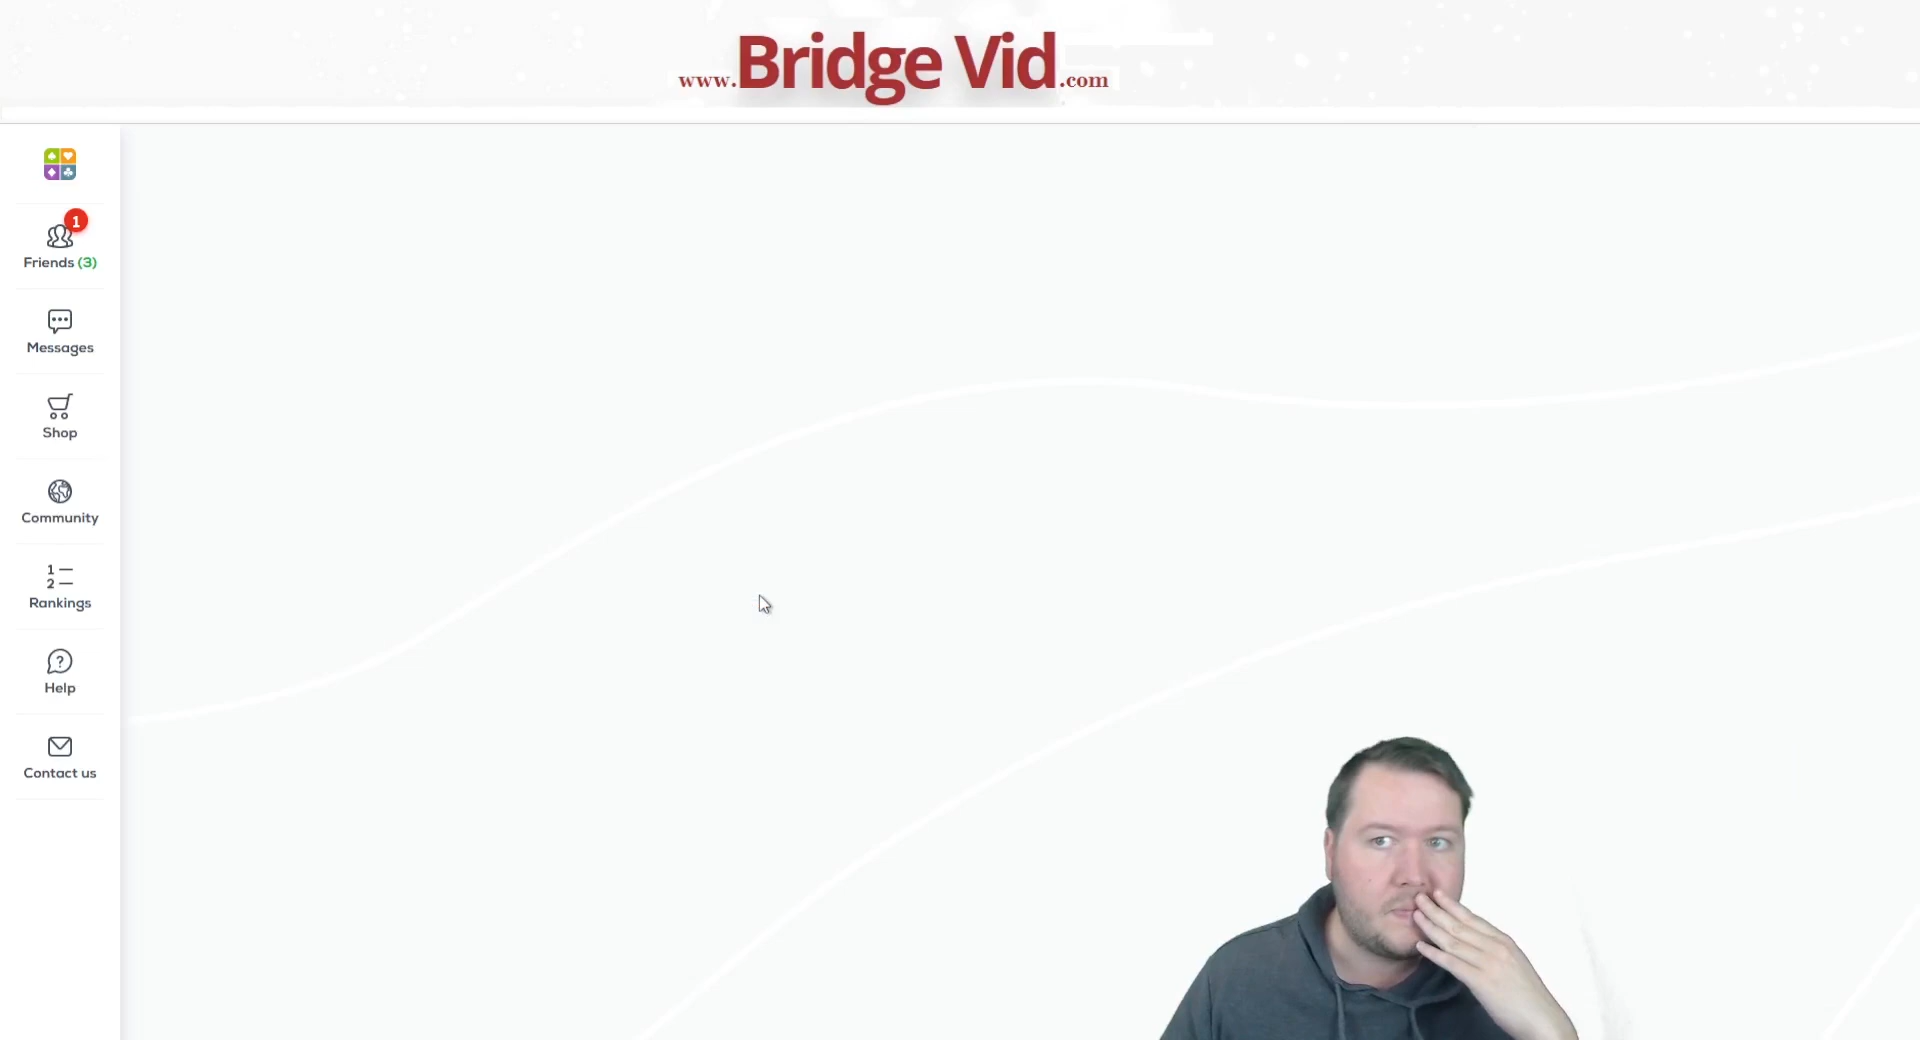 www.Bridge Vid.com
1
Friends (3)
Messages
Shop
Community
1
2
Rankings
?
Help
Contact us